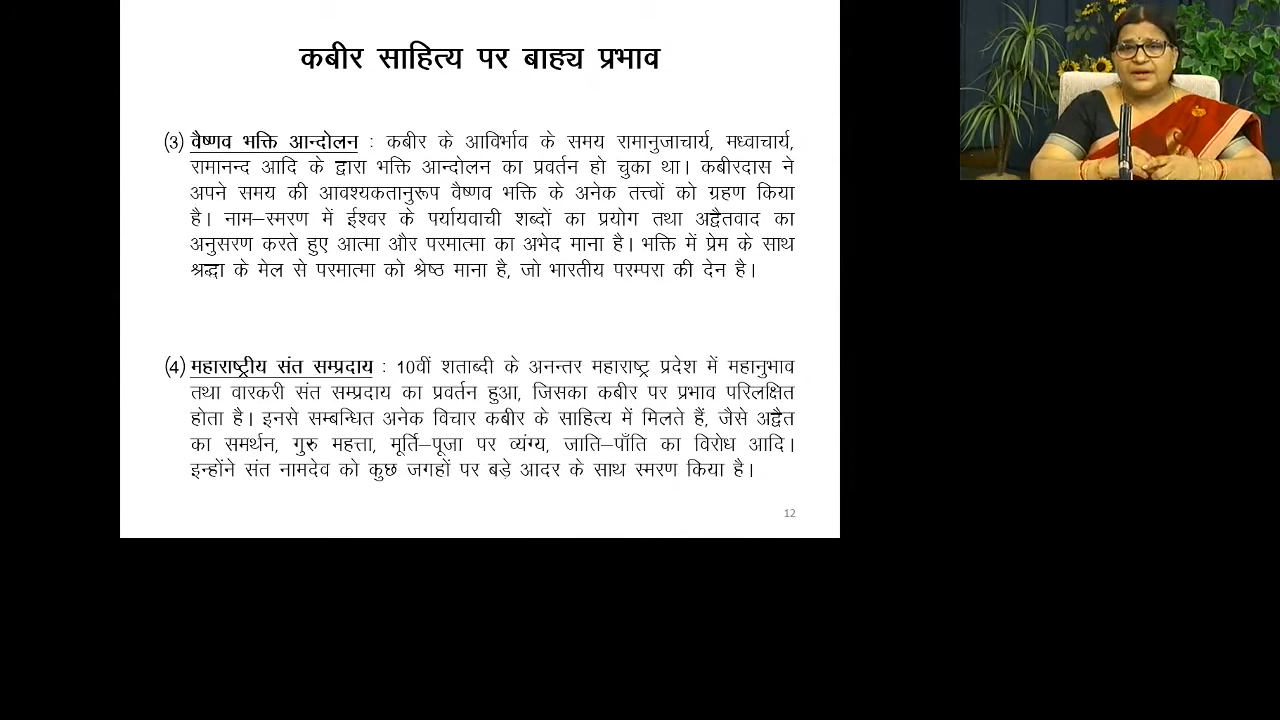 कबीर साहित्य पर बाह्य प्रभाव
(3) वैष्णव भक्ति आन्दोलन : कबीर के आविर्भाव के समय रामानुजाचार्य, मध्वाचार्य,
रामानन्द आदि के द्वारा भक्ति आन्दोलन का प्रवर्तन हो चुका था। कबीरदास ने
अपने समय की आवश्यकतानुरूप वैष्णव भक्ति के अनेक तत्त्वों को ग्रहण किया
है। नाम–स्मरण में ईश्वर के पर्यायवाची शब्दों का प्रयोग तथा अद्वैतवाद का
अनुसरण करते हुए आत्मा और परमात्मा का अभेद माना है। भक्ति में प्रेम के साथ
श्रद्धा के मेल से परमात्मा को श्रेष्ठ माना है, जो भारतीय परम्परा की देन है।
(4) महाराष्ट्रीय संत सम्प्रदाय : 10वीं शताब्दी के अनन्तर महाराष्ट्र प्रदेश में महानुभाव
तथा वारकरी संत सम्प्रदाय का प्रवर्तन हुआ, जिसका कबीर पर प्रभाव परिलक्षित
होता है। इनसे सम्बन्धित अनेक विचार कबीर के साहित्य में मिलते हैं, जैसे अद्वैत
का समर्थन, गुरु महत्ता, मूर्ति–पूजा पर व्यंग्य, जाति–पाँति का विरोध आदि।
इन्होंने संत नामदेव को कुछ जगहों पर बड़े आदर के साथ स्मरण किया है।
12